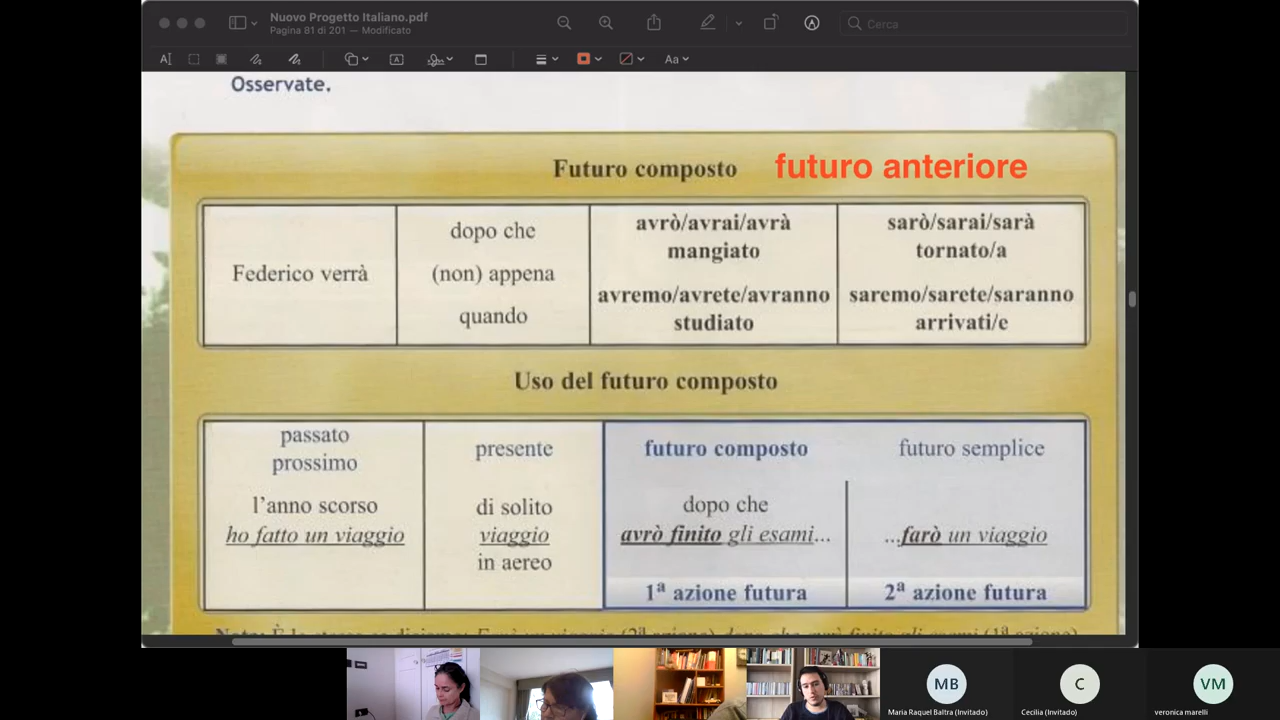 Nuovo Progetto Italiano.pdf
Pagina 81 di 201 — Modificato
Cerca
Aa
Osservate.
Futuro composto futuro anteriore
Federico verrà
dopo che
(non) appena
quando
avrò/avrai/avrà
mangiato
avremo/avrete/avranno
studiato
sarò/sarai/sarà
tornato/a
saremo/sarete/saranno
arrivati/e
Uso del futuro composto
passato
prossimo
l'anno scorso
ho fatto un viaggio
presente
di solito
viaggio
in aereo
futuro composto
dopo che
avrò finito gli esami...
1ª azione futura
futuro semplice
...farò un viaggio
2ª azione futura
MB
Maria Raquel Baltra (Invitado)
C
Cecilia (Invitado)
VM
veronica marelli